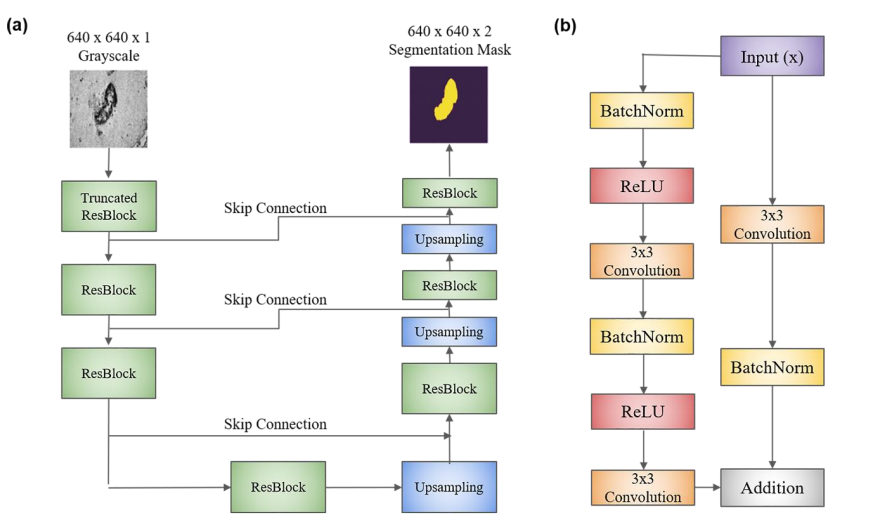 (a)
640 x 640 x 1
Grayscale
640 x 640 x 2
Segmentation Mask
Truncated
ResBlock
Skip Connection
ResBlock
Upsampling
ResBlock
ResBlock
Skip Connection
Upsampling
ResBlock
ResBlock
Skip Connection
ResBlock
Upsampling
(b)
Input (x)
BatchNorm
ReLU
3x3
Convolution
3x3
Convolution
BatchNorm
BatchNorm
ReLU
3x3
Convolution
Addition